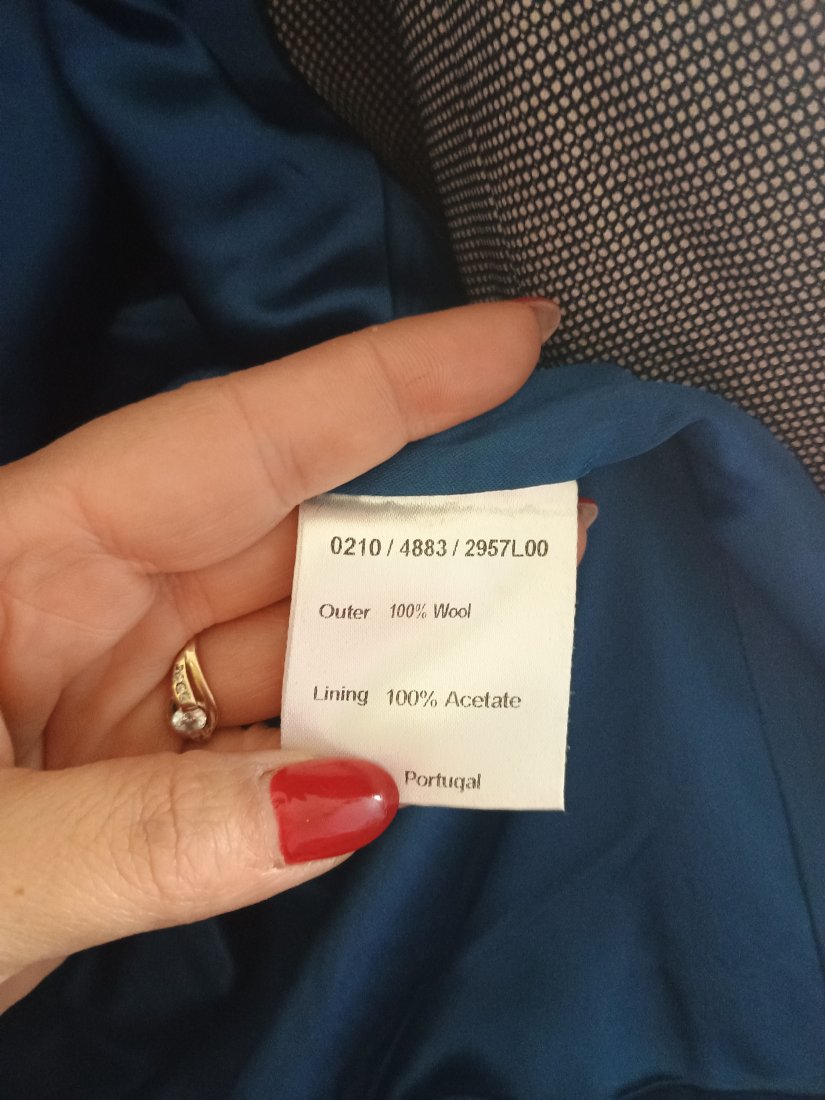 0210 / 4883 / 2957L00
Outer 100% Wool
Lining 100% Acetate
Portugal